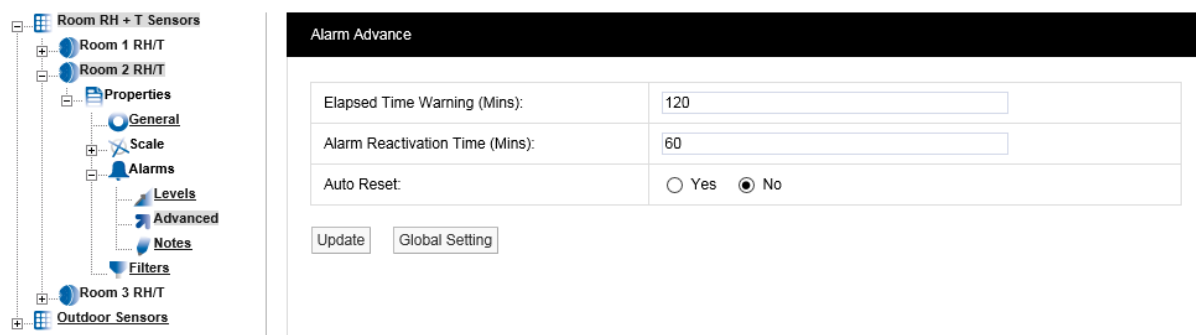 Room RH + T Sensors
Room 1 RH/T
Room 2 RH/T
Properties
General
Scale
Alarms
Levels
Advanced
Notes
Filters
Room 3 RH/T
Outdoor Sensors
Alarm Advance
Elapsed Time Warning (Mins): 120
Alarm Reactivation Time (Mins): 60
Auto Reset: Yes No
Update Global Setting